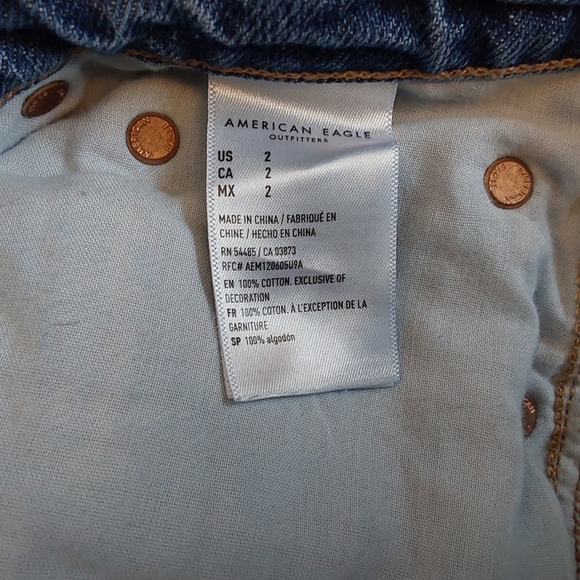 AMERICAN EAGLE
OUTFITTERS
US 2
CA 2
MX 2
MADE IN CHINA / FABRIQUÉ EN
CHINE / HECHO EN CHINA
RN 54485 / CA 03873
RFC# AEM120605U9A
EN 100% COTTON. EXCLUSIVE OF
DECORATION
FR 100% COTON. À L'EXCEPTION DE LA
GARNITURE
SP 100% algodón
AMERICAN